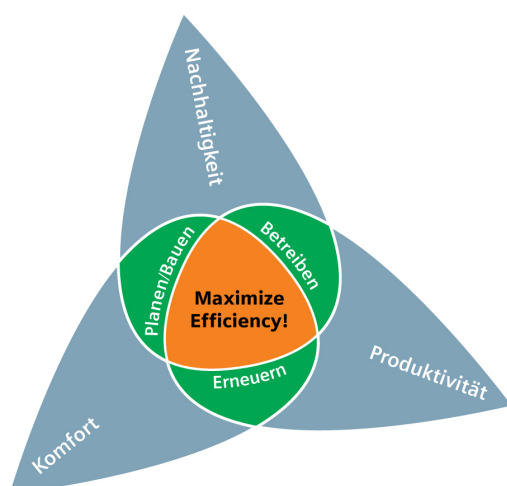 Nachhaltigkeit
Planen/Bauen
Betreiben
Maximize
Efficiency!
Erneuern
Produktivität
Komfort